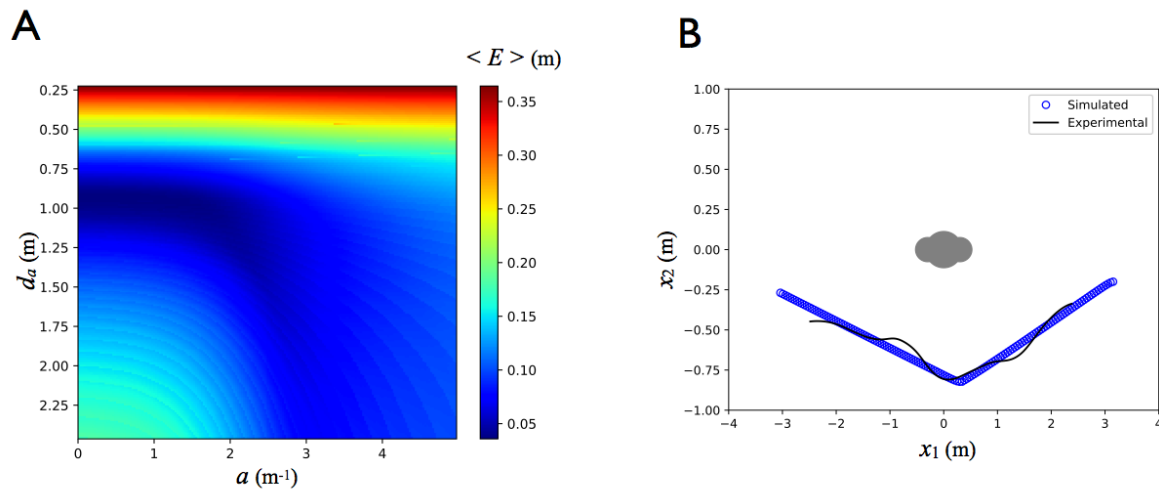 A
B
< E > (m)
0.25
0.50
0.75
1.00
1.25
1.50
1.75
2.00
2.25
dₐ (m)
0 1 2 3 4
a (m⁻¹)
0.35
0.30
0.25
0.20
0.15
0.10
0.05
1.00
0.75
0.50
0.25
0.00
−0.25
−0.50
−0.75
−1.00
x₂ (m)
Simulated
Experimental
−4 −3 −2 −1 0 1 2 3 4
x₁ (m)